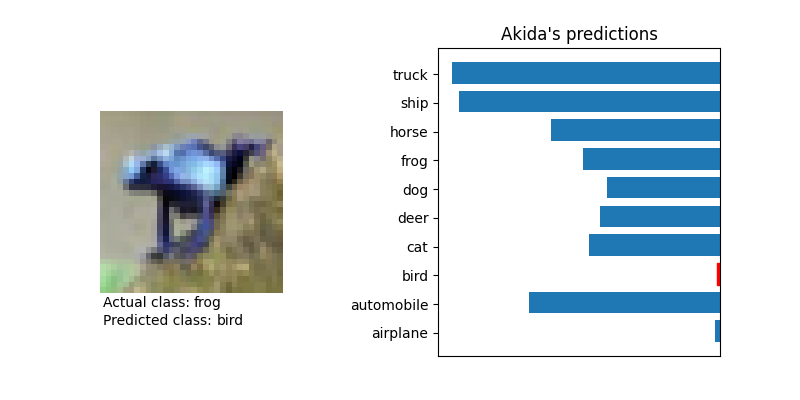 Akida's predictions
truck
ship
horse
frog
dog
deer
cat
bird
automobile
airplane
Actual class: frog
Predicted class: bird